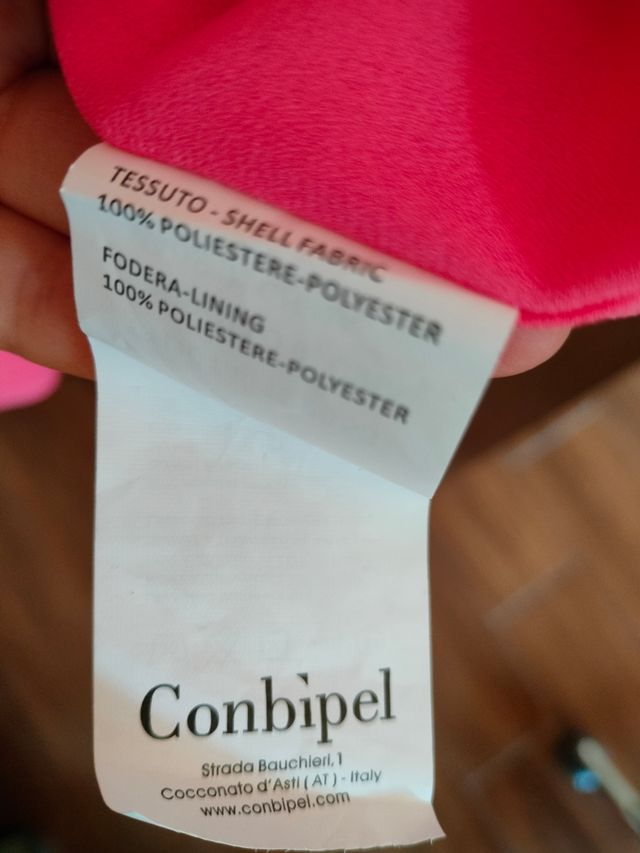 TESSUTO - SHELL FABRIC
100% POLIESTERE-POLYESTER
FODERA-LINING
100% POLIESTERE-POLYESTER
Conbipel
Strada Bauchieri, 1
Cocconato d'Asti ( AT ) - Italy
www.conbipel.com